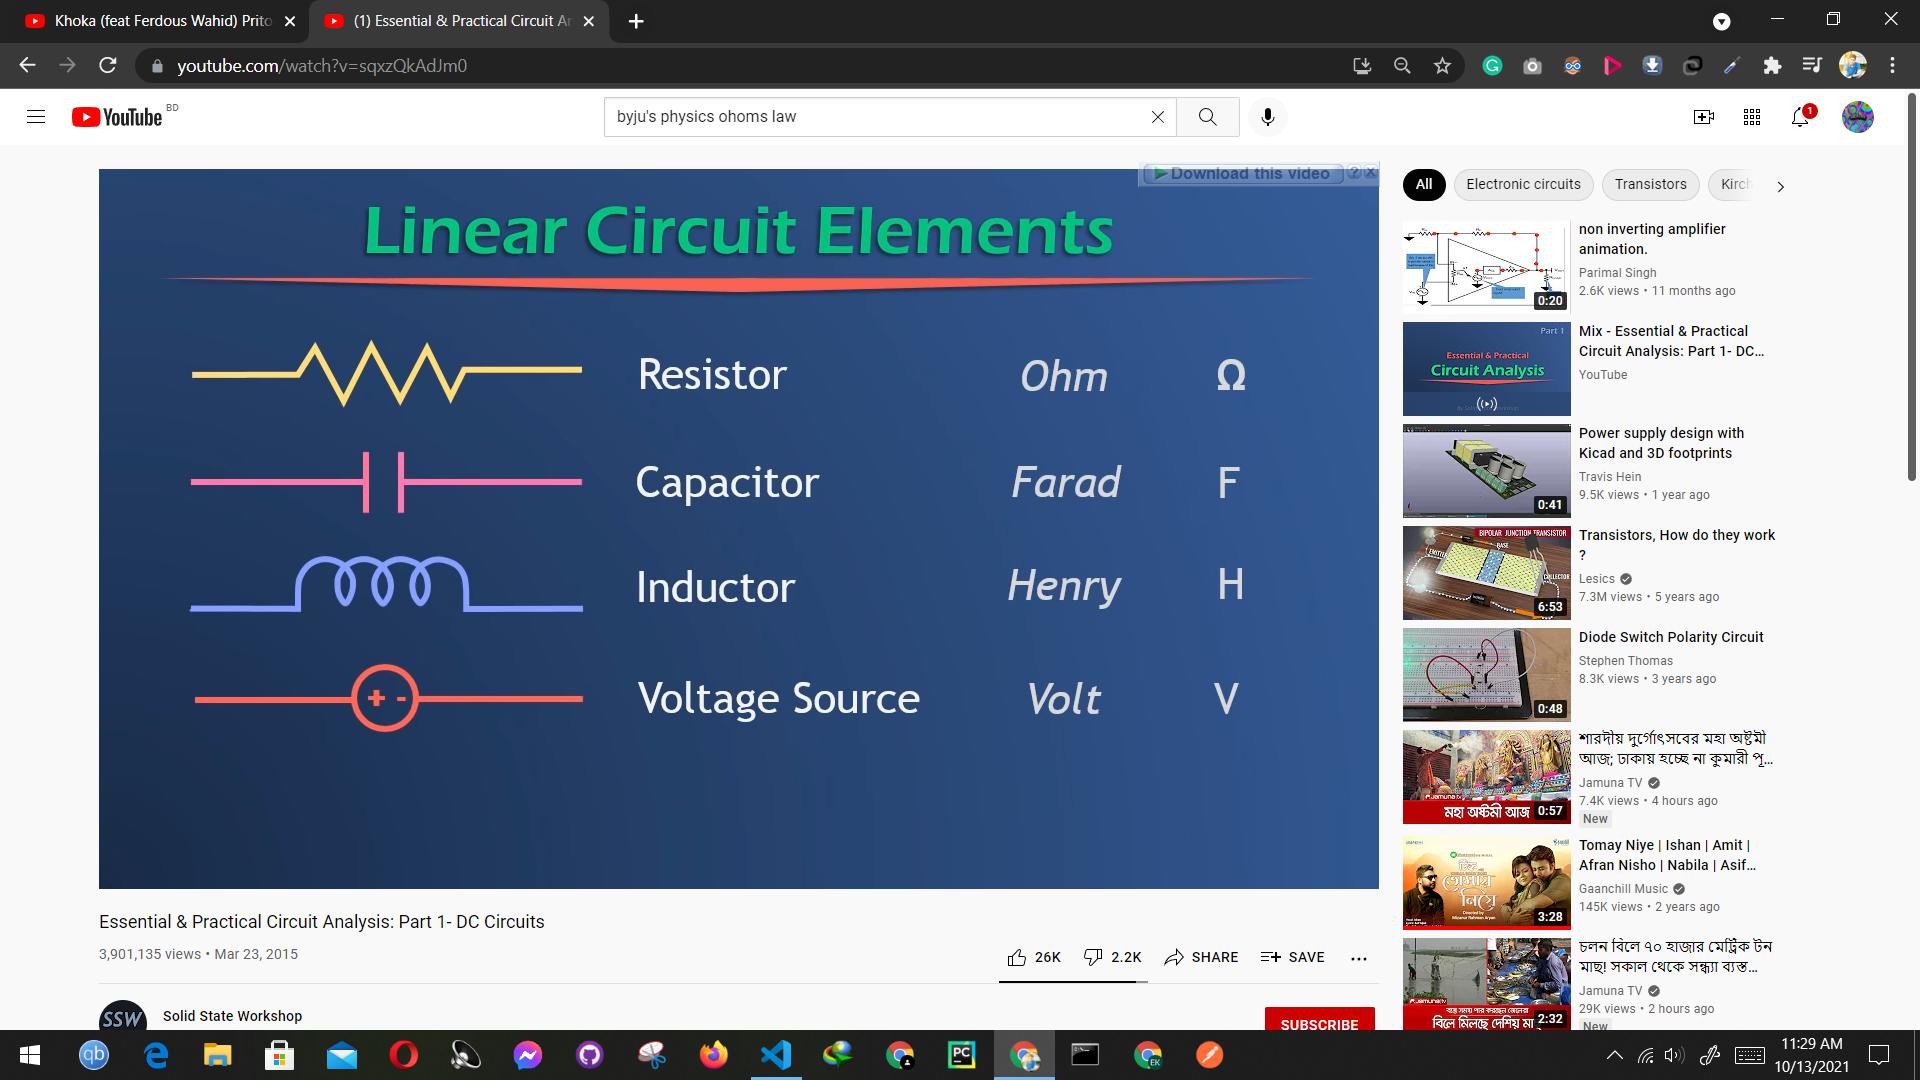 Khoka (feat Ferdous Wahid) Prito
(1) Essential & Practical Circuit Ar
youtube.com/watch?v=sqxzQkAdJm0
YouTube BD
byju's physics ohoms law
1
Download this video ? x
Linear Circuit Elements
Resistor Ohm Ω
Capacitor Farad F
Inductor Henry H
+ - Voltage Source Volt V
Essential & Practical Circuit Analysis: Part 1- DC Circuits
3,901,135 views • Mar 23, 2015
26K 2.2K SHARE SAVE
SSW Solid State Workshop
SUBSCRIBE
All Electronic circuits Transistors Kirch
0:20
non inverting amplifier
animation.
Parimal Singh
2.6K views • 11 months ago
Part 1
Essential & Practical
Circuit Analysis
Mix - Essential & Practical
Circuit Analysis: Part 1- DC...
YouTube
0:41
Power supply design with
Kicad and 3D footprints
Travis Hein
9.5K views • 1 year ago
BIPOLAR JUNCTION TRANSISTOR
BASE
EMITTER
COLLECTOR
6:53
Transistors, How do they work
?
Lesics
7.3M views • 5 years ago
0:48
Diode Switch Polarity Circuit
Stephen Thomas
8.3K views • 3 years ago
মহা অষ্টমী আজ 0:57
শারদীয় দুর্গোৎসবের মহা অষ্টমী
আজ; ঢাকায় হচ্ছে না কুমারী পূ...
Jamuna TV
7.4K views • 4 hours ago
New
তোমায় নিয়ে
Directed by
3:28
Tomay Niye | Ishan | Amit |
Afran Nisho | Nabila | Asif...
Gaanchill Music
145K views • 2 years ago
বিলে মিলছে দেশিয় মা 2:32
চলন বিলে ৭০ হাজার মেট্রিক টন
মাছ! সকাল থেকে সন্ধ্যা ব্যস্ত...
Jamuna TV
29K views • 2 hours ago
New
qb
PC
EK
11:29 AM
10/13/2021